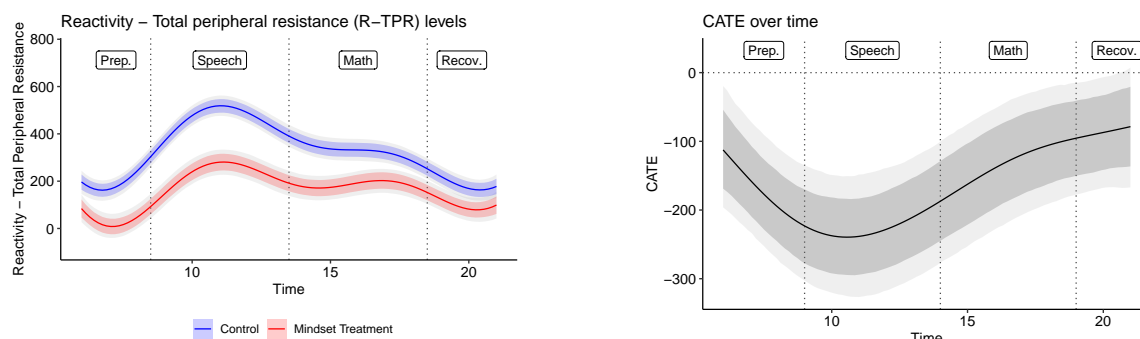 Reactivity − Total peripheral resistance (R−TPR) levels
Reactivity − Total Peripheral Resistance
800
600
400
200
0
Prep.
Speech
Math
Recov.
10
15
20
Time
Control
Mindset Treatment
CATE over time
CATE
0
−100
−200
−300
Prep.
Speech
Math
Recov.
10
15
20
Time